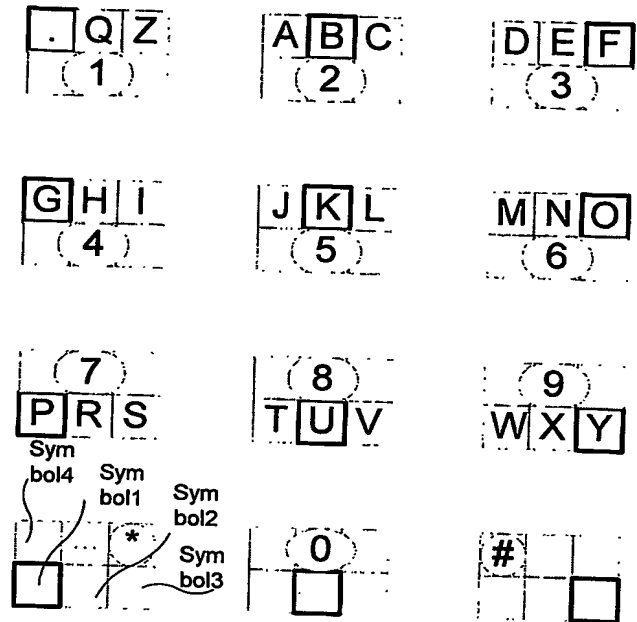 . Q Z A B C D E F
1 2 3
G H I J K L M N O
4 5 6
7 8 9
P R S T U V W X Y
Sym
bol4
Sym
bol1
Sym
bol2
... * 0 #
Sym
bol3